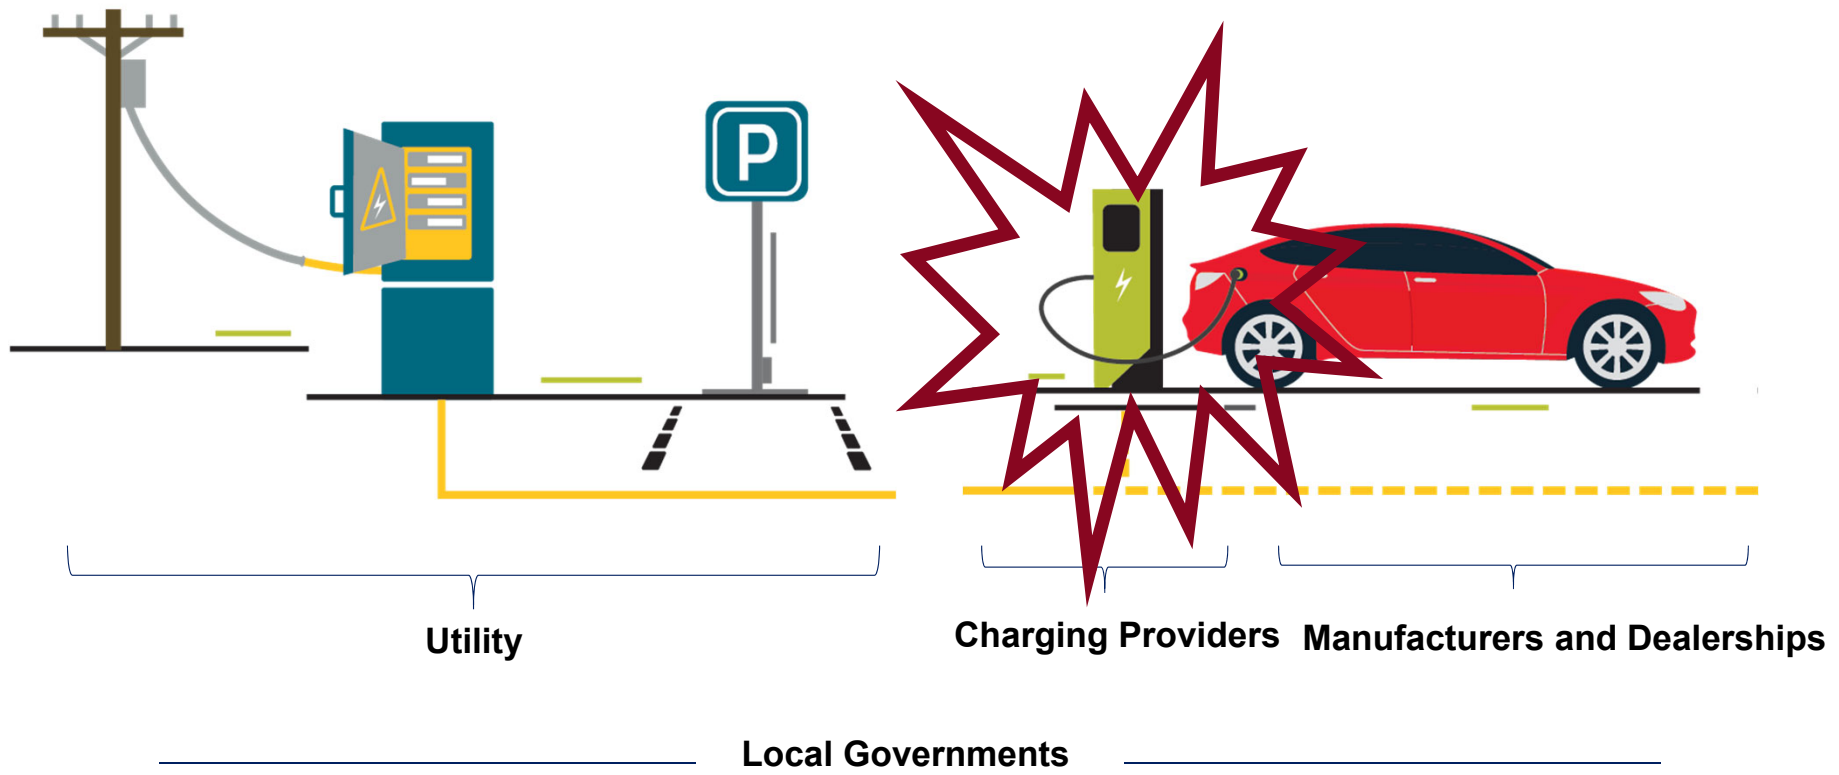 P
Utility
Charging Providers
Manufacturers and Dealerships
Local Governments